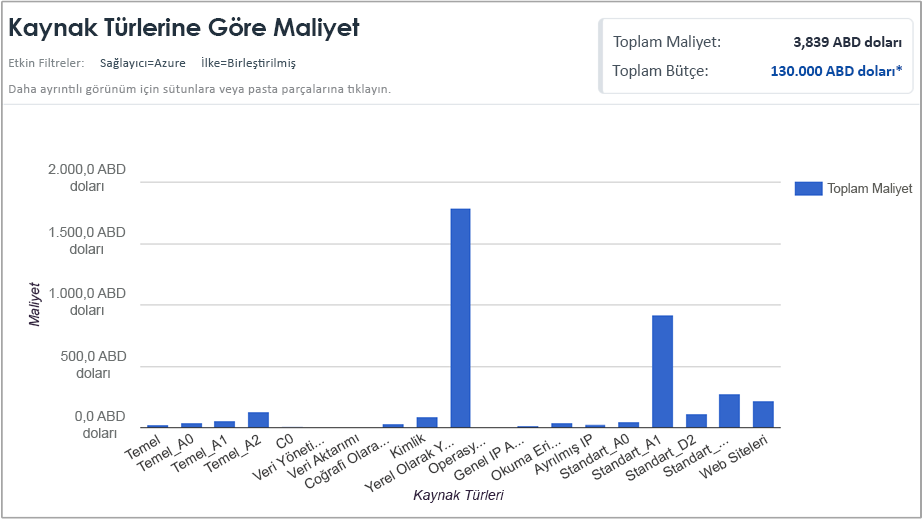 Kaynak Türlerine Göre Maliyet
Etkin Filtreler: Sağlayıcı=Azure İlke=Birleştirilmiş
Daha ayrıntılı görünüm için sütunlara veya pasta parçalarına tıklayın.
Toplam Maliyet: 3,839 ABD doları
Toplam Bütçe: 130.000 ABD doları*
2.000,0 ABD
doları
1.500,0 ABD
doları
1.000,0 ABD
doları
500,0 ABD
doları
0,0 ABD
doları
Maliyet
Toplam Maliyet
Temel
Temel_A0
Temel_A1
Temel_A2
C0
Veri Yöneti...
Veri Aktarımı
Coğrafi Olara...
Kimlik
Yerel Olarak Y...
Operasy...
Genel IP A...
Okuma Eri...
Ayrılmış IP
Standart_A0
Standart_A1
Standart_D2
Standart_...
Web Siteleri
Kaynak Türleri